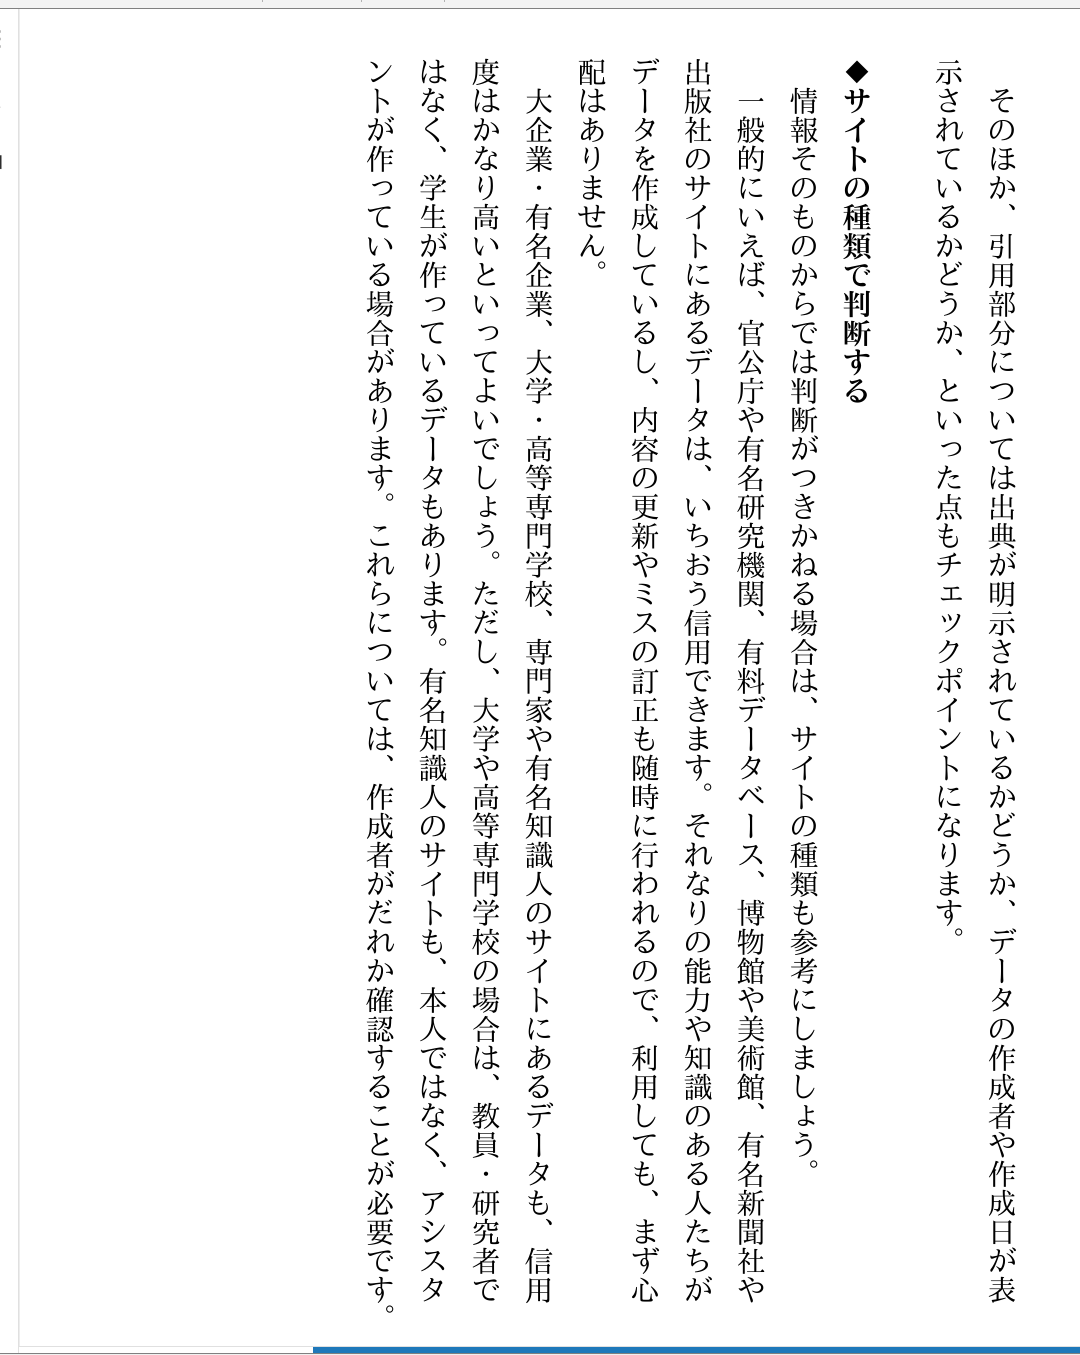 そのほか、引用部分については出典が明示されているかどうか、データの作成者や作成日が表
示されているかどうか、といった点もチェックポイントになります。
◆サイトの種類で判断する
情報そのものからでは判断がつきかねる場合は、サイトの種類も参考にしましょう。
一般的にいえば、官公庁や有名研究機関、有料データベース、博物館や美術館、有名新聞社や
出版社のサイトにあるデータは、いちおう信用できます。それなりの能力や知識のある人たちが
データを作成しているし、内容の更新やミスの訂正も随時に行われるので、利用しても、まず心
配はありません。
大企業・有名企業、大学・高等専門学校、専門家や有名知識人のサイトにあるデータも、信用
度はかなり高いといってよいでしょう。ただし、大学や高等専門学校の場合は、教員・研究者で
はなく、学生が作っているデータもあります。有名知識人のサイトも、本人ではなく、アシスタ
ントが作っている場合があります。これらについては、作成者がだれか確認することが必要です。